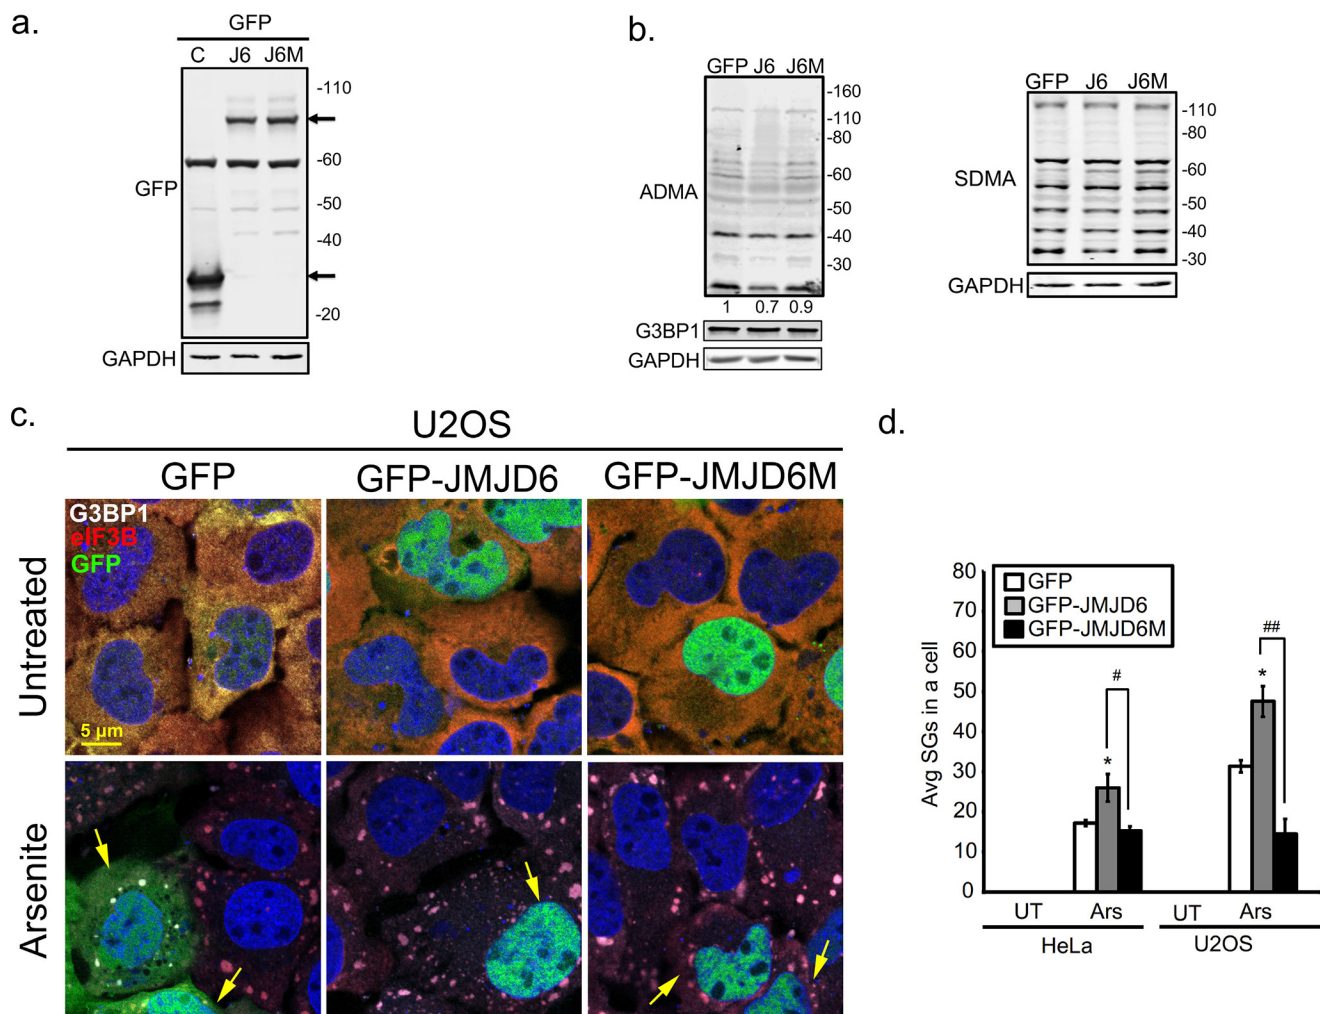 a.
GFP
C J6 J6M
-110
-60
-50
-40
-20
GFP
GAPDH
b.
GFP J6 J6M
-160
-110
-80
-60
-50
-40
-30
ADMA
1 0.7 0.9
G3BP1
GAPDH
GFP J6 J6M
-110
-80
-60
-50
-40
-30
SDMA
GAPDH
c.
U2OS
GFP GFP-JMJD6 GFP-JMJD6M
Untreated
G3BP1
eIF3B
GFP
5 µm
Arsenite
d.
Avg SGs in a cell
80
70
60
50
40
30
20
10
0
GFP
GFP-JMJD6
GFP-JMJD6M
#
*
##
*
UT Ars UT Ars
HeLa U2OS